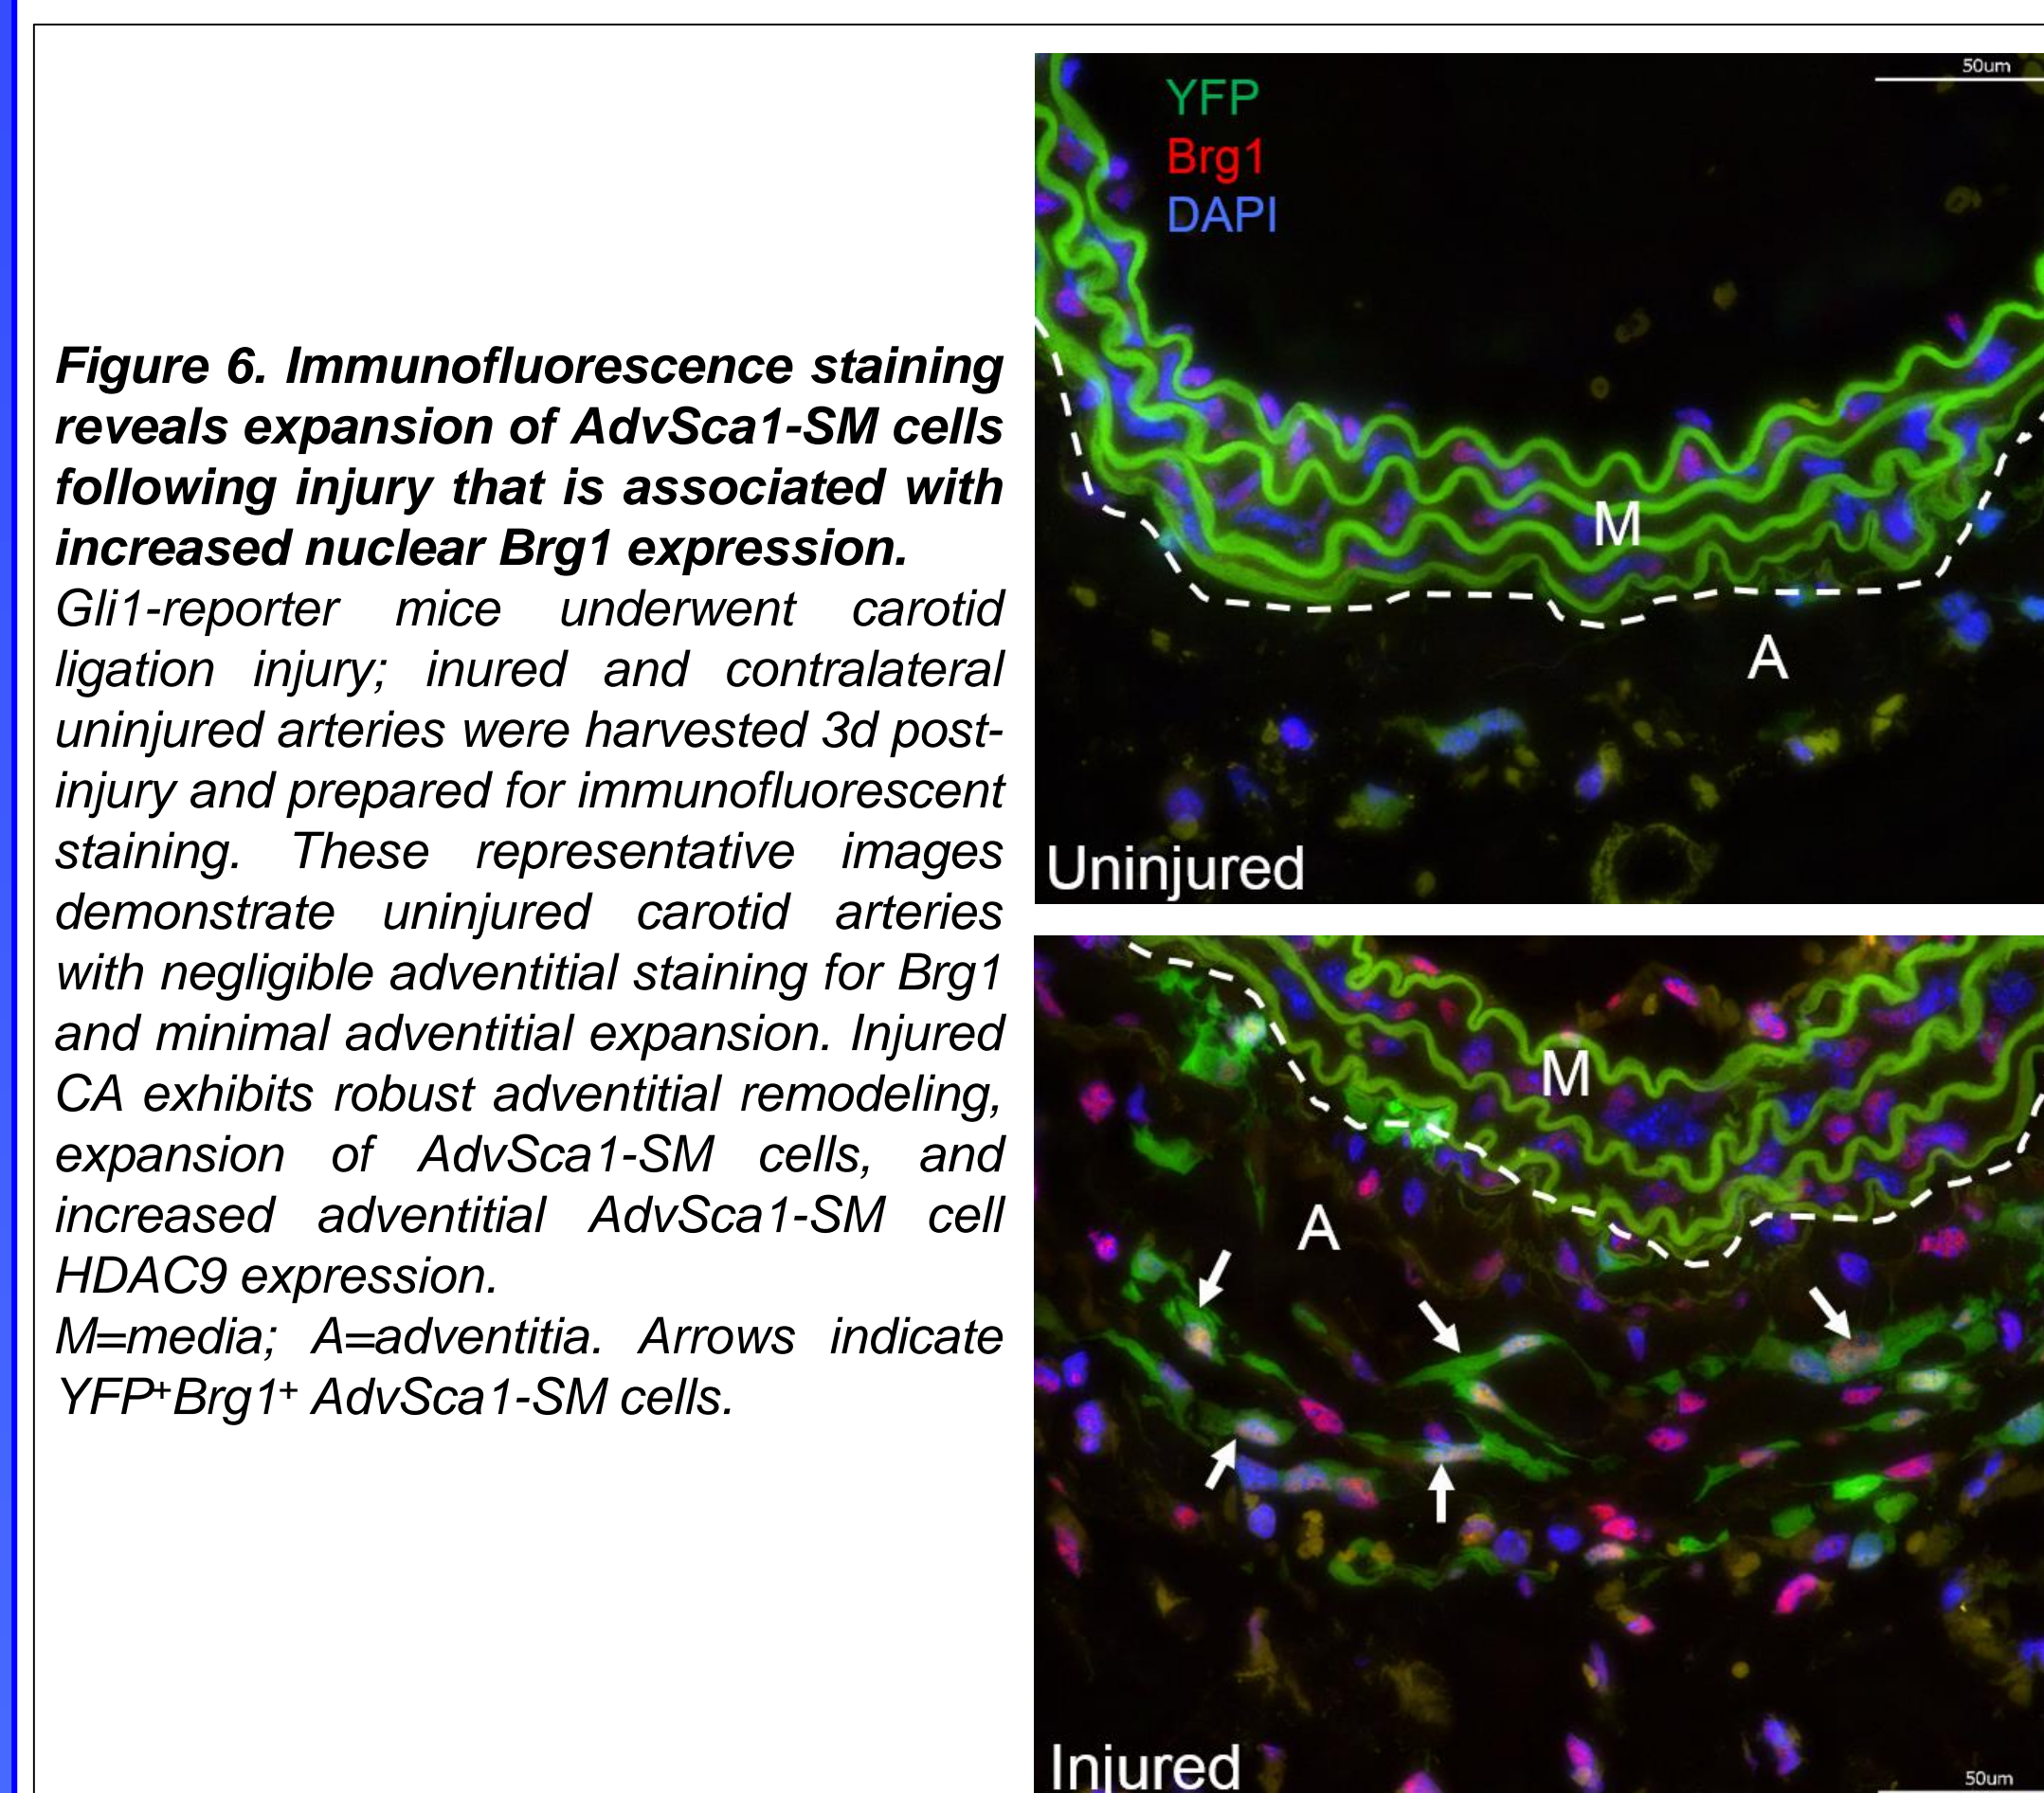 Figure 6. Immunofluorescence staining
reveals expansion of AdvSca1-SM cells
following injury that is associated with
increased nuclear Brg1 expression.
Gli1-reporter mice underwent carotid
ligation injury; inured and contralateral
uninjured arteries were harvested 3d post-
injury and prepared for immunofluorescent
staining. These representative images
demonstrate uninjured carotid arteries
with negligible adventitial staining for Brg1
and minimal adventitial expansion. Injured
CA exhibits robust adventitial remodeling,
expansion of AdvSca1-SM cells, and
increased adventitial AdvSca1-SM cell
HDAC9 expression.
M=media; A=adventitia. Arrows indicate
YFP⁺Brg1⁺ AdvSca1-SM cells.
50um
YFP
Brg1
DAPI
M
A
Uninjured
M
A
Injured
50um